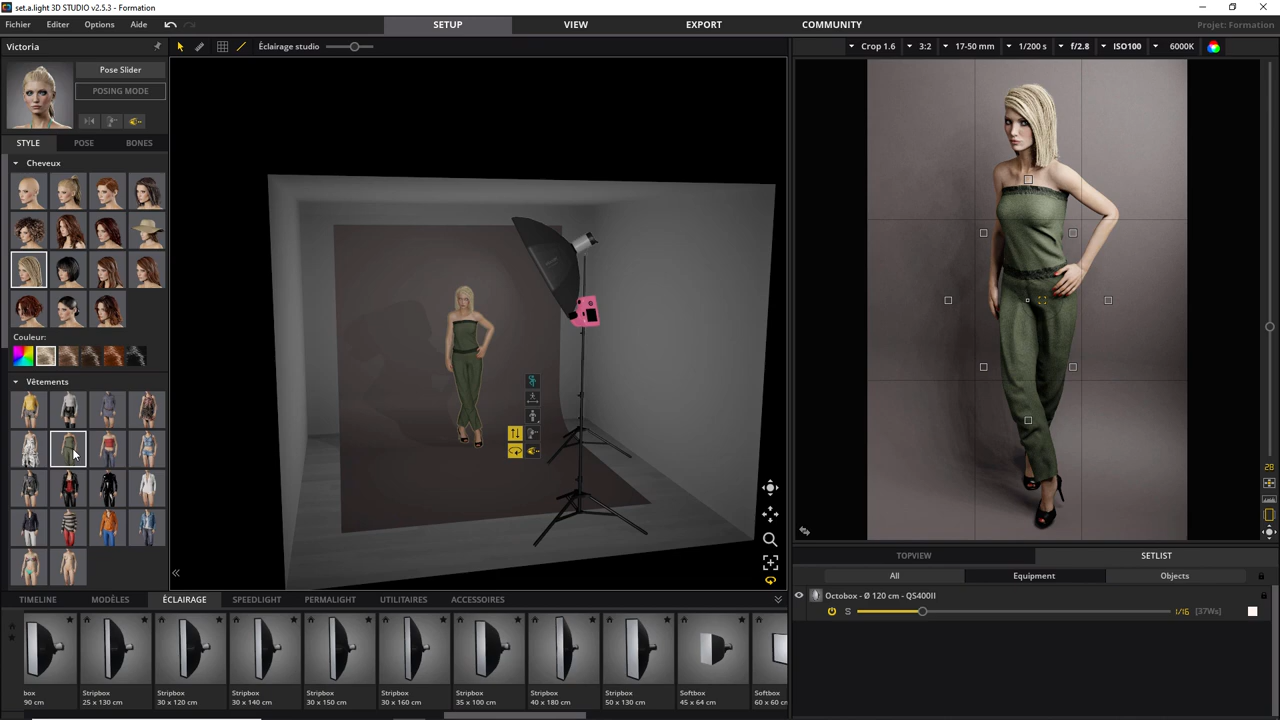 set.a.light 3D STUDIO v2.5.3 - Formation
Fichier Editer Options Aide SETUP VIEW EXPORT COMMUNITY Projet: Formation
Victoria
Éclairage studio
Crop 1.6 3:2 17-50 mm 1/200 s f/2.8 ISO100 6000K
Pose Slider
POSING MODE
STYLE POSE BONES
Cheveux
Couleur:
Vêtements
28
TOPVIEW SETLIST
All Equipment Objects
Octobox - Ø 120 cm - QS400II
S 1/16 [37Ws]
TIMELINE MODÈLES ÉCLAIRAGE SPEEDLIGHT PERMALIGHT UTILITAIRES ACCESSORIES
box
90 cm
Stripbox
25 x 130 cm
Stripbox
30 x 120 cm
Stripbox
30 x 140 cm
Stripbox
30 x 150 cm
Stripbox
30 x 160 cm
Stripbox
35 x 100 cm
Stripbox
40 x 180 cm
Stripbox
50 x 130 cm
Softbox
45 x 64 cm
Softbox
60 x 60 c